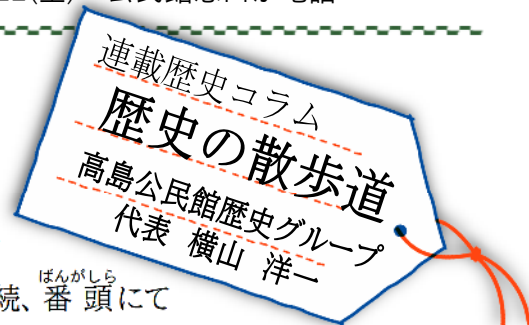 連載歴史コラム
歴史の散歩道
高島公民館歴史グループ
代表 横山 洋一
ばんがしら
続、番 頭にて